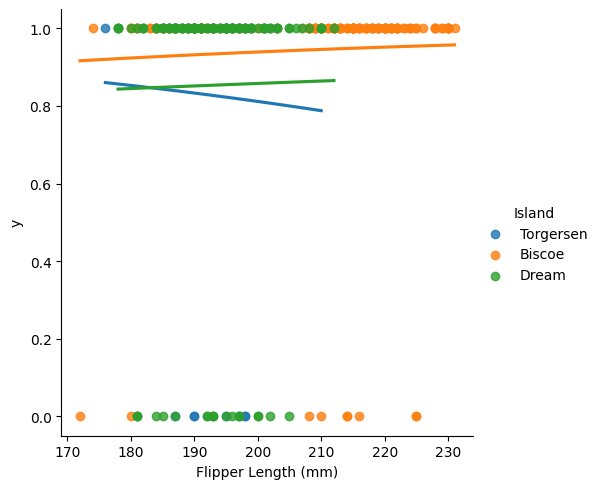 1.0
0.8
0.6
0.4
0.2
0.0
y
170 180 190 200 210 220 230
Flipper Length (mm)
Island
Torgersen
Biscoe
Dream